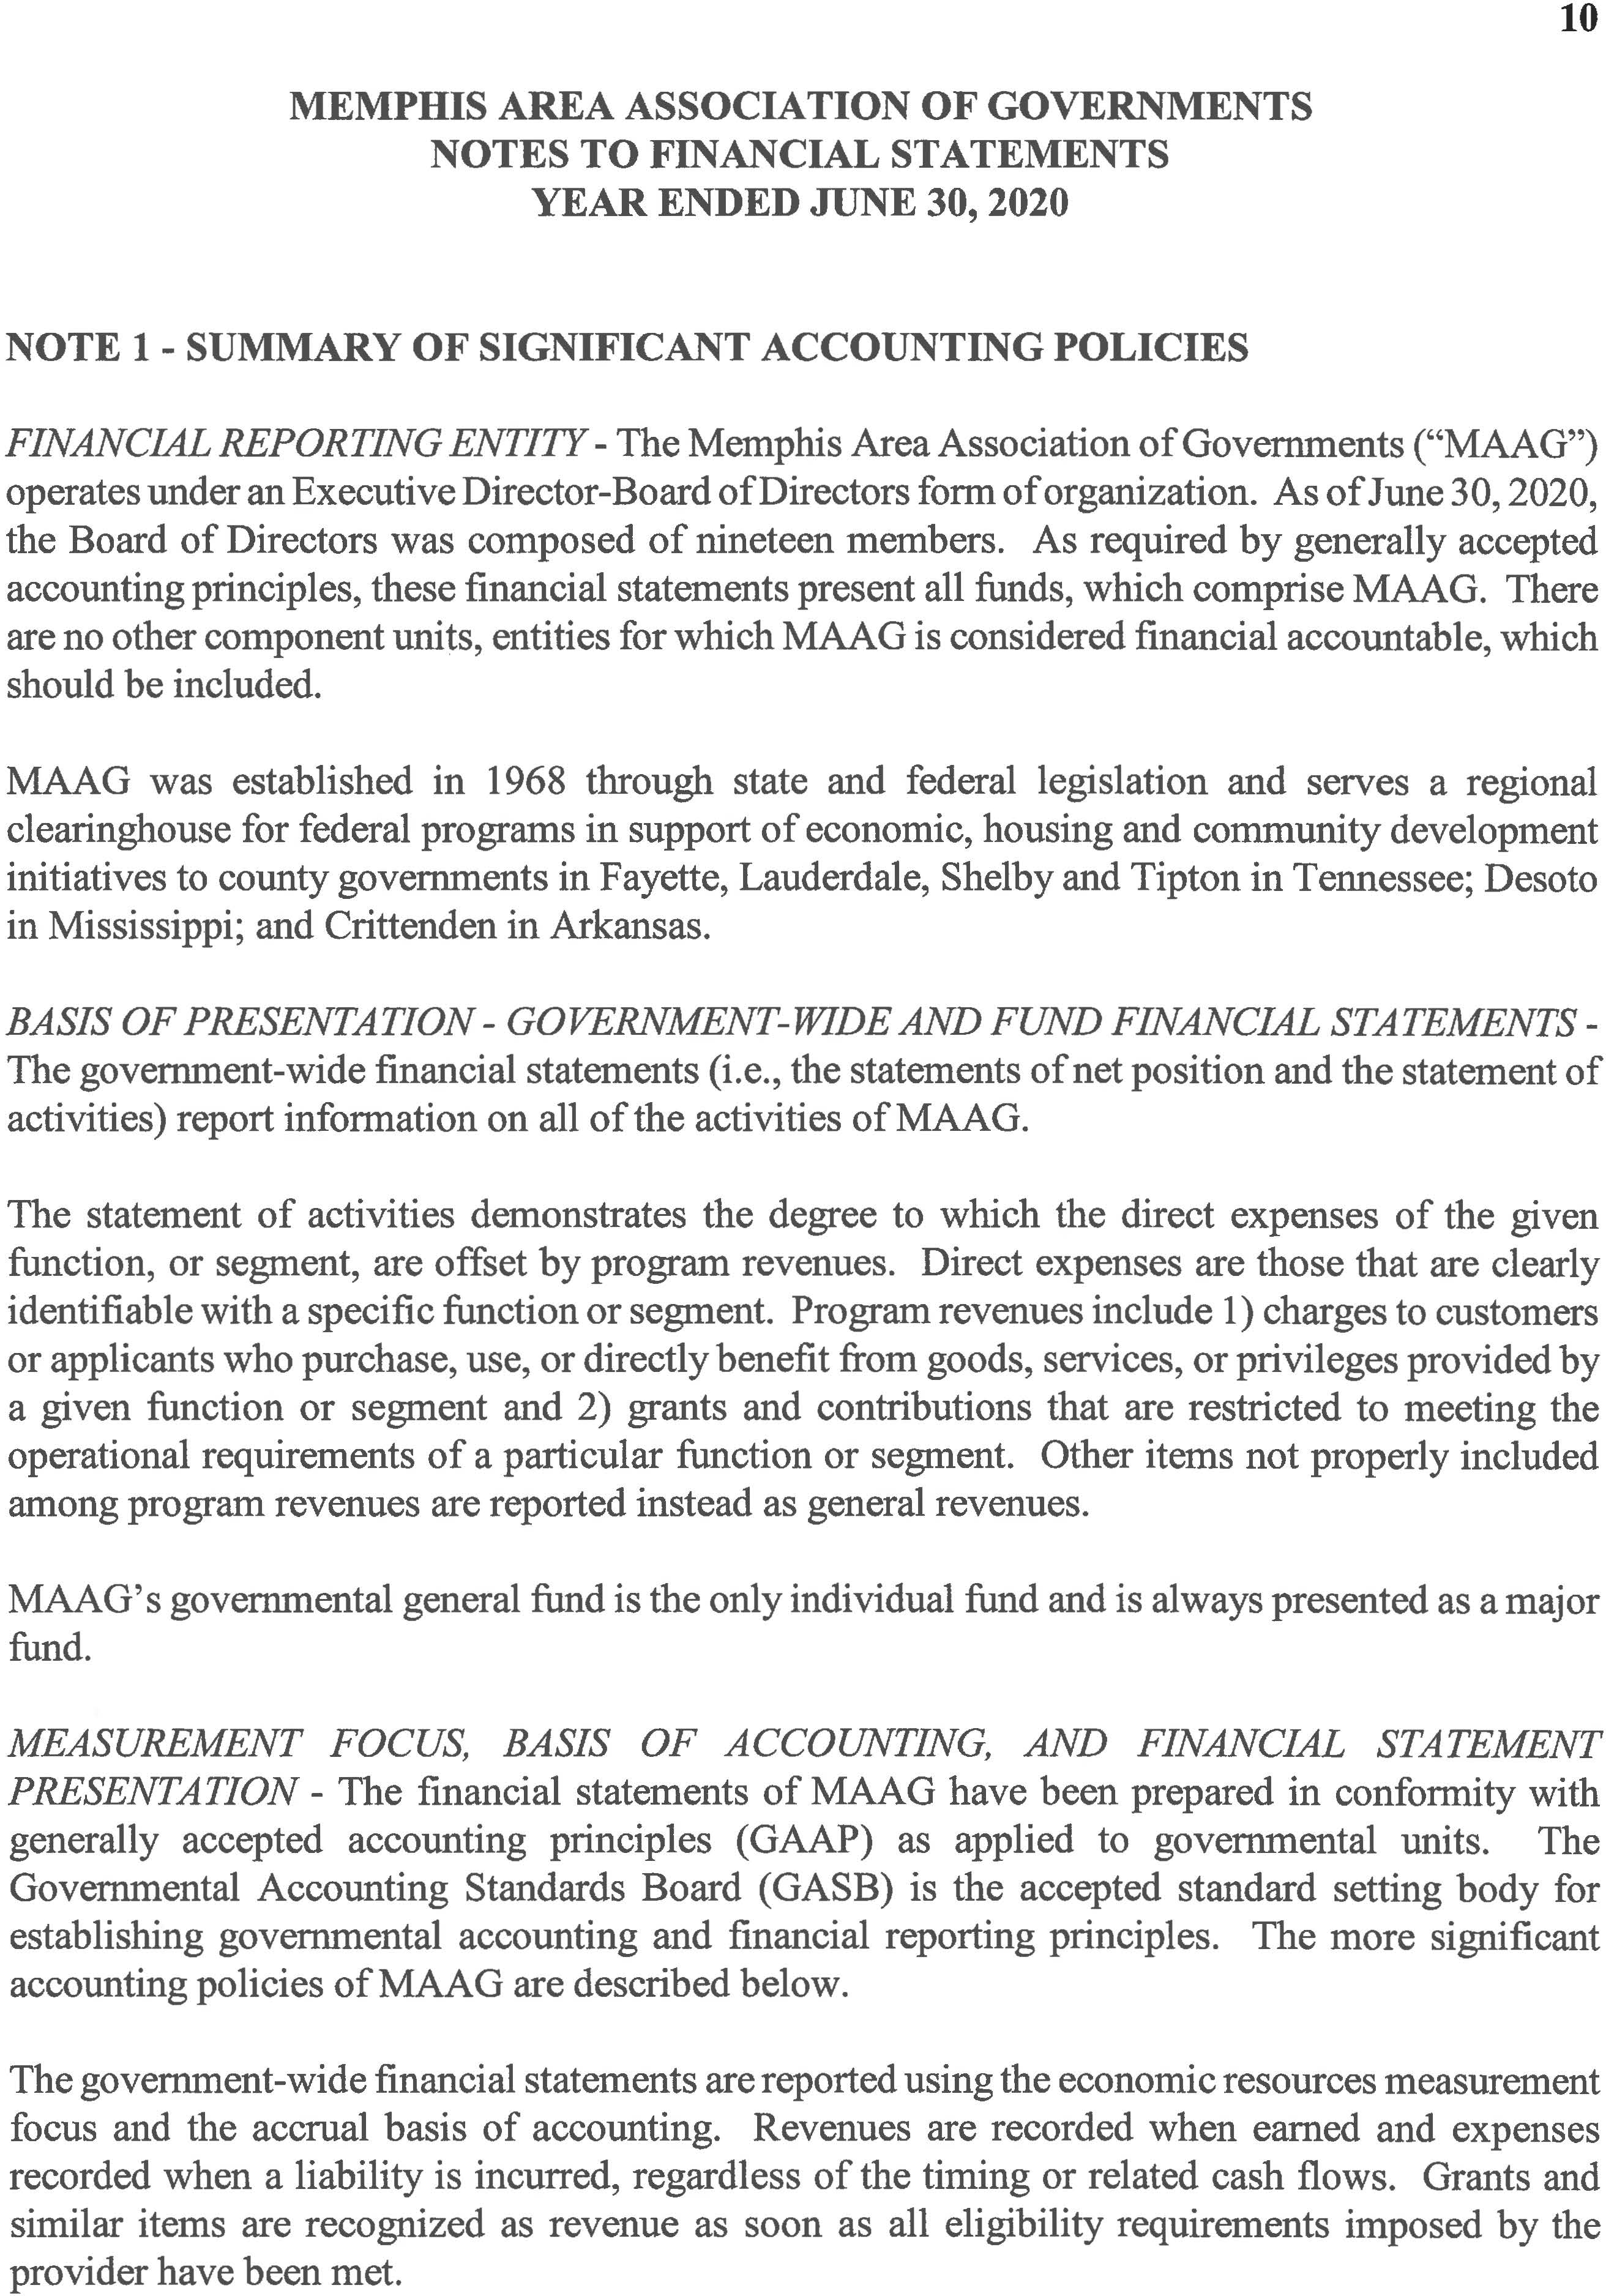 10
MEMPHIS AREA ASSOCIATION OF GOVERNMENTS
NOTES TO FINANCIAL STATEMENTS
YEAR ENDED JUNE 30, 2020
NOTE 1 - SUMMARY OF SIGNIFICANT ACCOUNTING POLICIES
FINANCIAL REPORTING ENTITY - The Memphis Area Association of Governments (“MAAG”)
operates under an Executive Director-Board of Directors form of organization. As of June 30, 2020,
the Board of Directors was composed of nineteen members. As required by generally accepted
accounting principles, these financial statements present all funds, which comprise MAAG. There
are no other component units, entities for which MAAG is considered financial accountable, which
should be included.
MAAG was established in 1968 through state and federal legislation and serves a regional
clearinghouse for federal programs in support of economic, housing and community development
initiatives to county governments in Fayette, Lauderdale, Shelby and Tipton in Tennessee; Desoto
in Mississippi; and Crittenden in Arkansas.
BASIS OF PRESENTATION - GOVERNMENT-WIDE AND FUND FINANCIAL STATEMENTS -
The government-wide financial statements (i.e., the statements of net position and the statement of
activities) report information on all of the activities of MAAG.
The statement of activities demonstrates the degree to which the direct expenses of the given
function, or segment, are offset by program revenues. Direct expenses are those that are clearly
identifiable with a specific function or segment. Program revenues include 1) charges to customers
or applicants who purchase, use, or directly benefit from goods, services, or privileges provided by
a given function or segment and 2) grants and contributions that are restricted to meeting the
operational requirements of a particular function or segment. Other items not properly included
among program revenues are reported instead as general revenues.
MAAG’s governmental general fund is the only individual fund and is always presented as a major
fund.
MEASUREMENT FOCUS, BASIS OF ACCOUNTING, AND FINANCIAL STATEMENT
PRESENTATION - The financial statements of MAAG have been prepared in conformity with
generally accepted accounting principles (GAAP) as applied to governmental units. The
Governmental Accounting Standards Board (GASB) is the accepted standard setting body for
establishing governmental accounting and financial reporting principles. The more significant
accounting policies of MAAG are described below.
The government-wide financial statements are reported using the economic resources measurement
focus and the accrual basis of accounting. Revenues are recorded when earned and expenses
recorded when a liability is incurred, regardless of the timing or related cash flows. Grants and
similar items are recognized as revenue as soon as all eligibility requirements imposed by the
provider have been met.